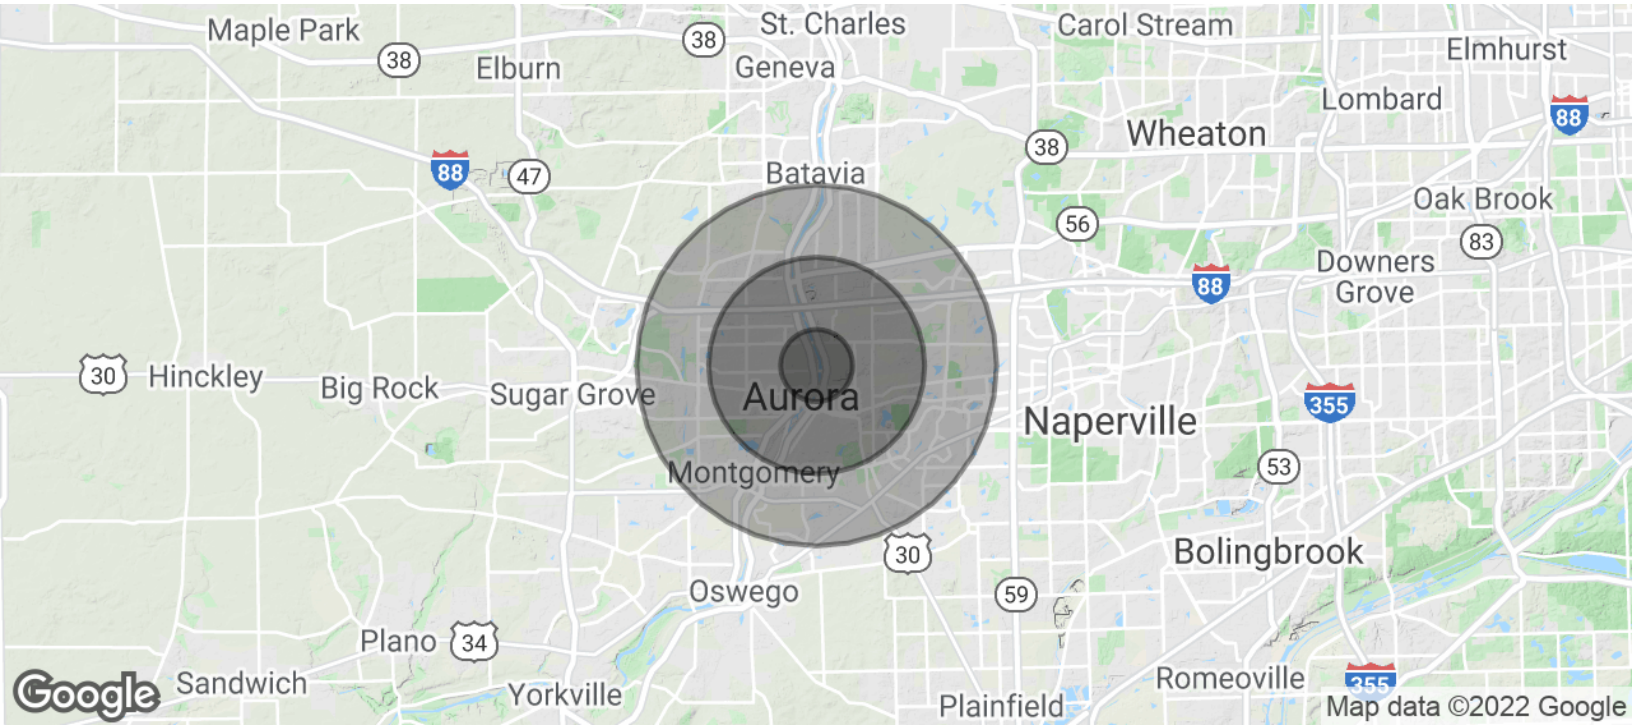 Maple Park
38
Elburn
38
St. Charles
Geneva
Carol Stream
Elmhurst
Lombard
88
Wheaton
38
88
47
Batavia
Oak Brook
56
83
Downers
Grove
88
30
Hinckley
Big Rock
Sugar Grove
Aurora
Naperville
355
Montgomery
53
30
Bolingbrook
Oswego
59
Plano
34
Sandwich
Yorkville
Plainfield
Romeoville
355
Google
Map data ©2022 Google